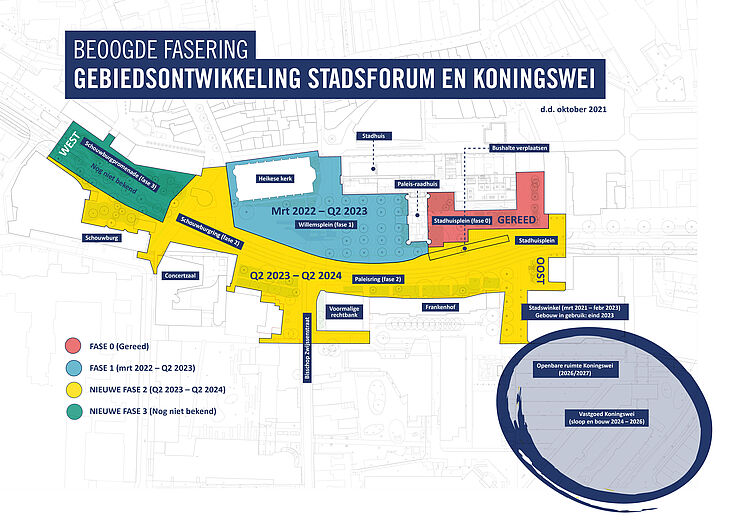 BEOOGDE FASERING
GEBIEDSONTWIKKELING STADSFORUM EN KONINGSWEI
d.d. oktober 2021
WEST
Schouwburgpromenade (fase 3)
Nog niet bekend
Stadhuis
Bushalte verplaatsen
Heikese kerk
Paleis-raadhuis
Mrt 2022 – Q2 2023
Willemsplein (fase 1)
Stadhuisplein (fase 0)
GEREED
Schouwburg
Schouwburgring (fase 2)
Stadhuisplein
OOST
Concertzaal
Q2 2023 – Q2 2024
Paleisring (fase 2)
Voormalige
rechtbank
Frankenhof
Stadswinkel (mrt 2021 – febr 2023)
Gebouw in gebruik: eind 2023
Bisschop Zwijsenstraat
FASE 0 (Gereed)
FASE 1 (mrt 2022 – Q2 2023)
NIEUWE FASE 2 (Q2 2023 – Q2 2024)
NIEUWE FASE 3 (Nog niet bekend)
Openbare ruimte Koningswei
(2026/2027)
Vastgoed Koningswei
(sloop en bouw 2024 – 2026)